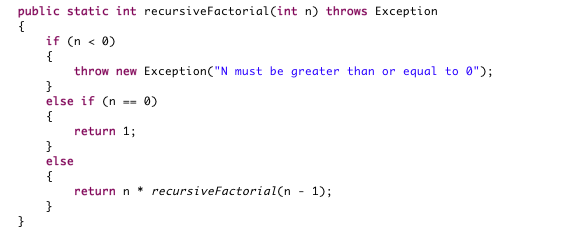 public static int recursiveFactorial(int n) throws Exception
{
    if (n < 0)
    {
        throw new Exception("N must be greater than or equal to 0");
    }
    else if (n == 0)
    {
        return 1;
    }
    else
    {
        return n * recursiveFactorial(n - 1);
    }
}